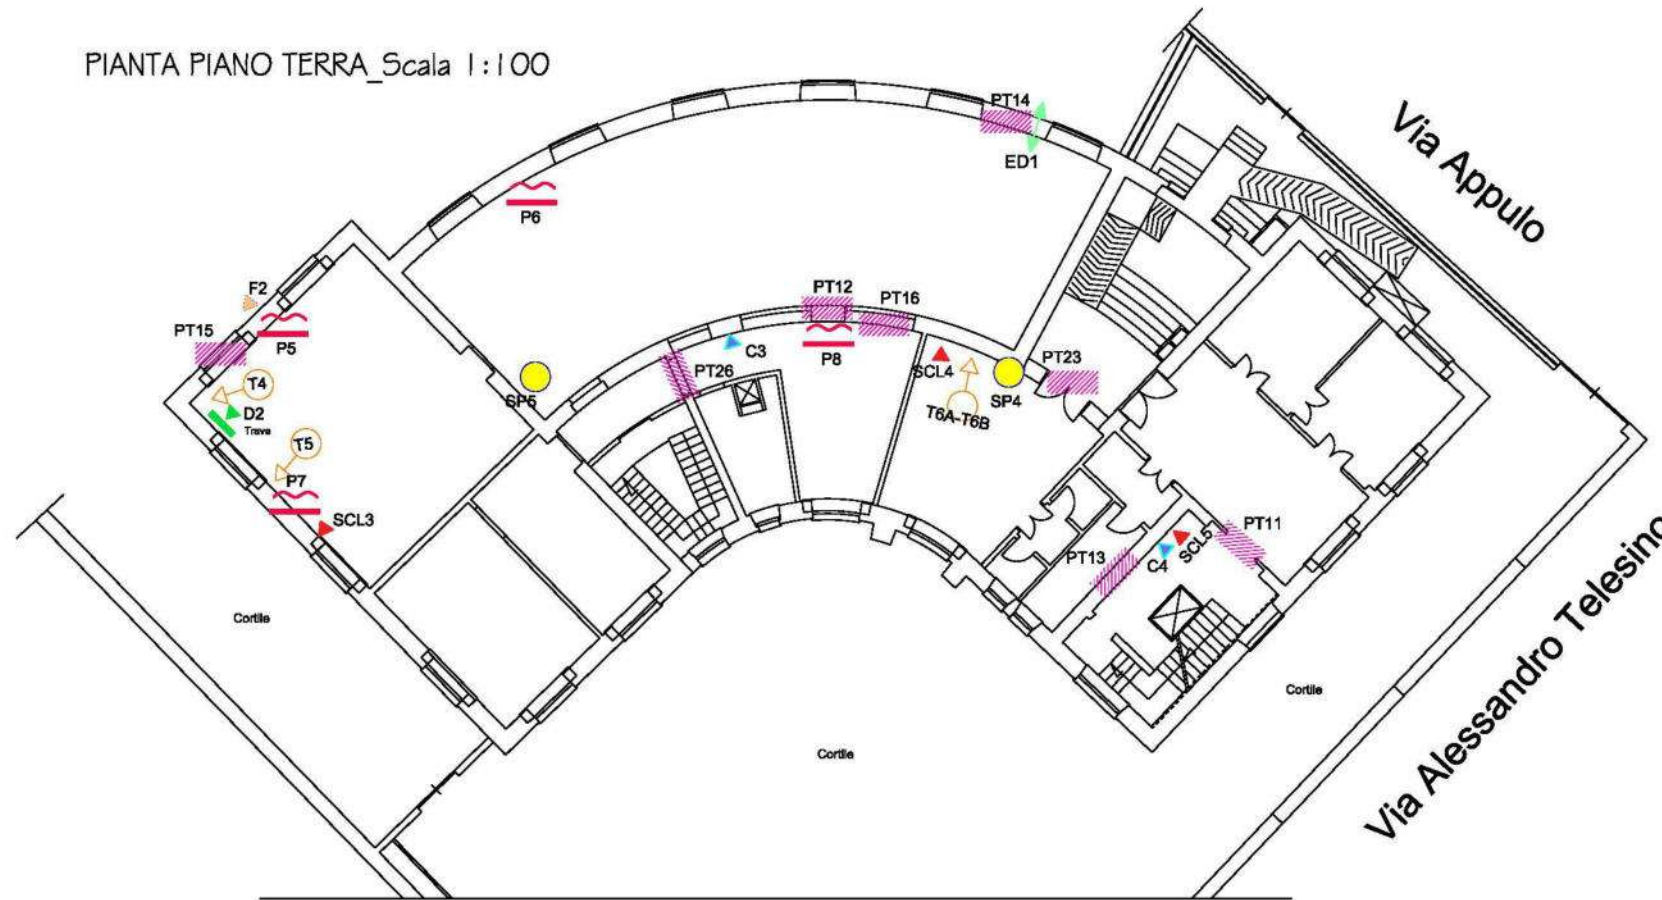 PIANTA PIANO TERRA_Scala 1:100
PT14
ED1
Via Appulo
P6
F2
PT15
P5
PT12
PT16
C3
P8
PT26
SCL4
PT23
SP5
SP4
T6A-T6B
T4
D2
Trave
T5
P7
SCL3
PT11
PT13
C4
SCL5
Cortile
Cortile
Cortile
Via Alessandro Telesino